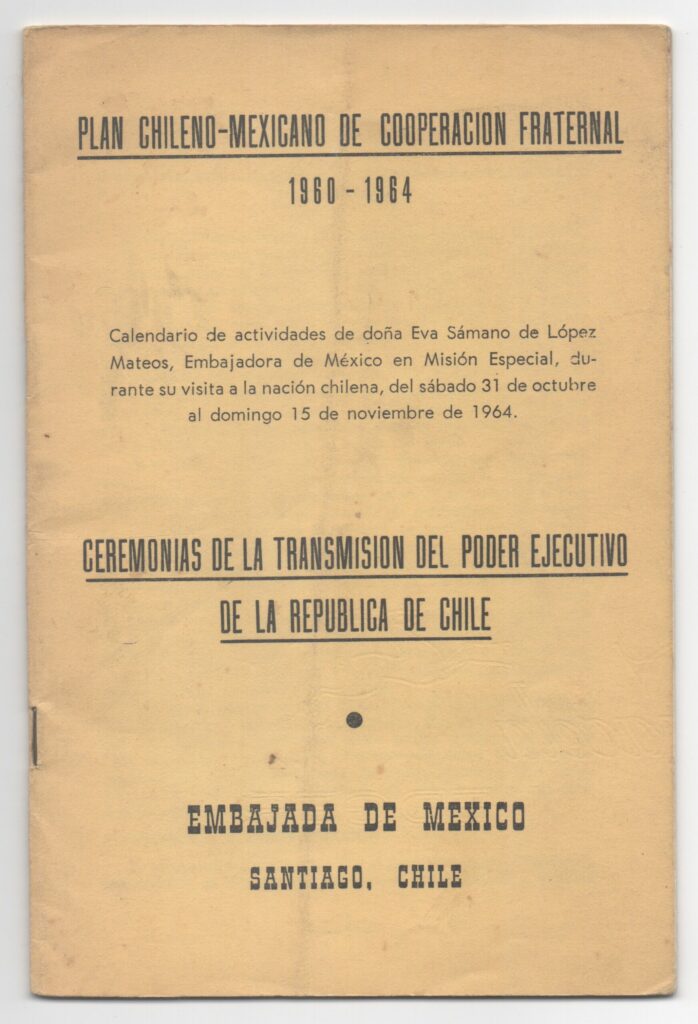 PLAN CHILENO-MEXICANO DE COOPERACION FRATERNAL
1960 - 1964
Calendario de actividades de doña Eva Sámano de López
Mateos, Embajadora de México en Misión Especial, du-
rante su visita a la nación chilena, del sábado 31 de octubre
al domingo 15 de noviembre de 1964.
CEREMONIAS DE LA TRANSMISION DEL PODER EJECUTIVO
DE LA REPUBLICA DE CHILE
EMBAJADA DE MEXICO
SANTIAGO, CHILE